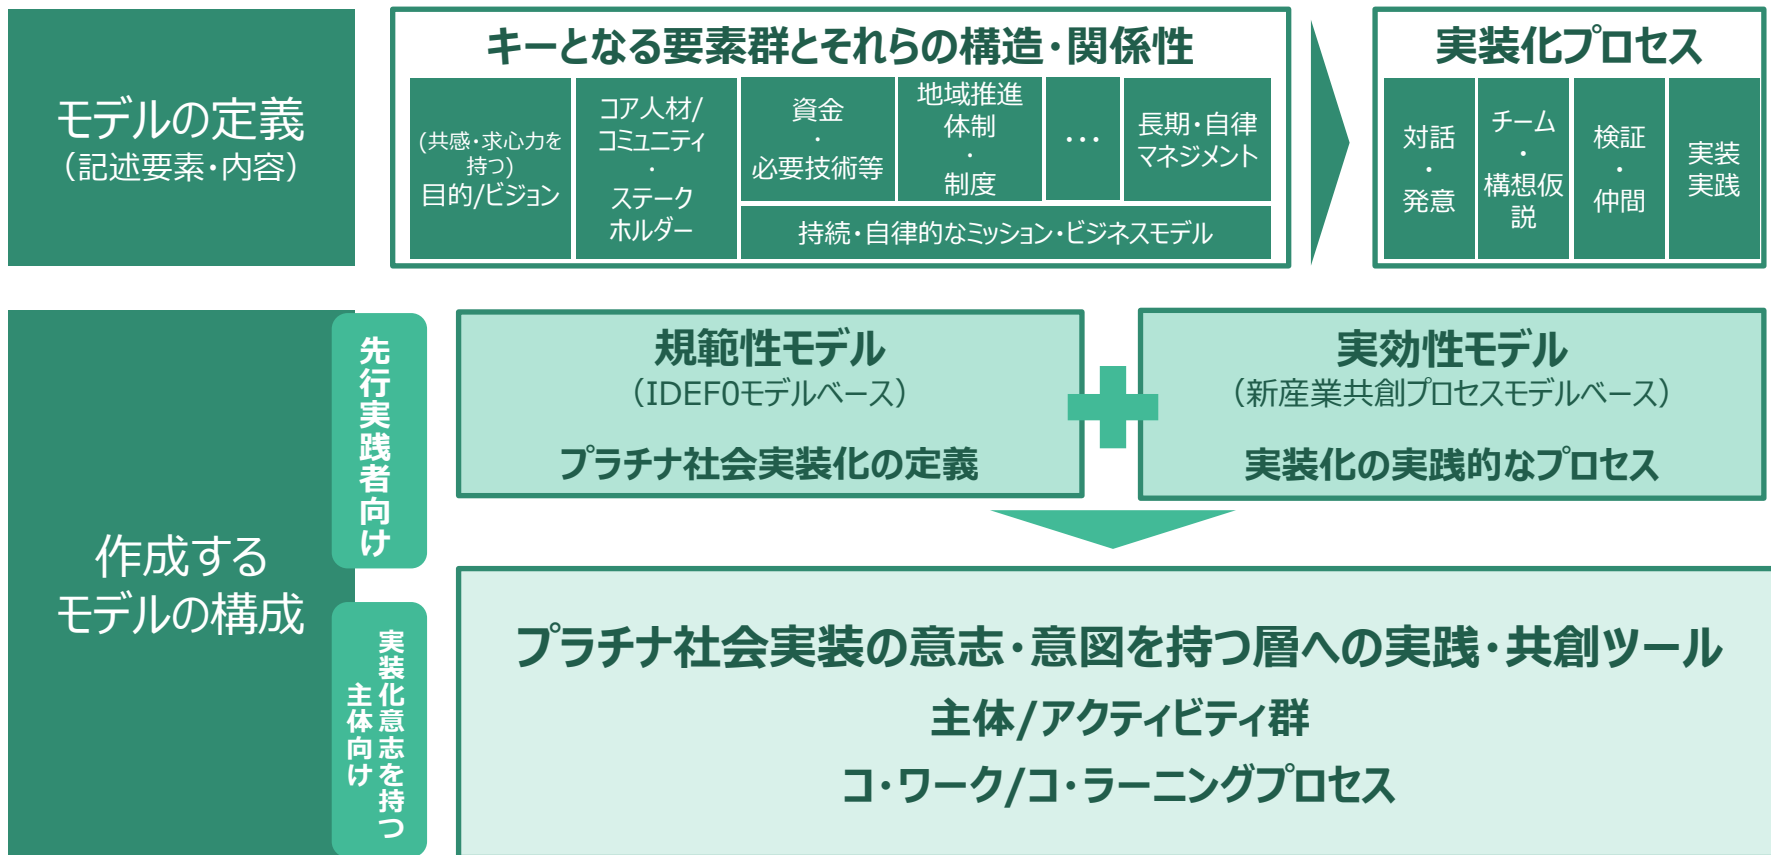 モデルの定義
（記述要素･内容）
キーとなる要素群とそれらの構造･関係性
(共感･求心力を
持つ)
目的/ビジョン
コア人材/
コミュニティ
・
ステーク
ホルダー
資金
・
必要技術等
地域推進
体制
・
制度
…
長期･自律
マネジメント
持続･自律的なミッション･ビジネスモデル
実装化プロセス
対話
・
発意
チーム
・
構想仮
説
検証
・
仲間
実装
実践
作成する
モデルの構成
先行実践者向け
規範性モデル
（IDEF0モデルベース）
プラチナ社会実装化の定義
実効性モデル
（新産業共創プロセスモデルベース）
実装化の実践的なプロセス
実装化意志を持つ
主体向け
プラチナ社会実装の意志･意図を持つ層への実践･共創ツール
主体/アクティビティ群
コ･ワーク/コ･ラーニングプロセス